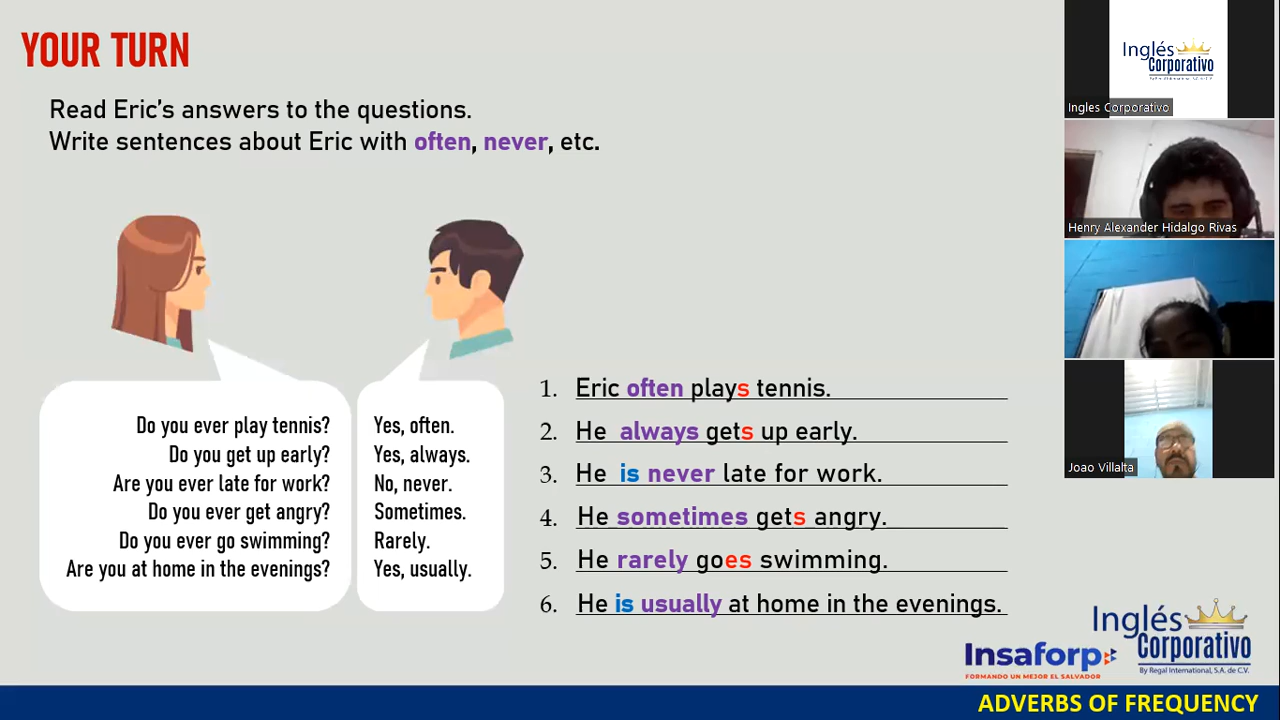 YOUR TURN
Read Eric's answers to the questions.
Write sentences about Eric with often, never, etc.
Do you ever play tennis?
Do you get up early?
Are you ever late for work?
Do you ever get angry?
Do you ever go swimming?
Are you at home in the evenings?
Yes, often.
Yes, always.
No, never.
Sometimes.
Rarely.
Yes, usually.
1. Eric often plays tennis.
2. He always gets up early.
3. He is never late for work.
4. He sometimes gets angry.
5. He rarely goes swimming.
6. He is usually at home in the evenings.
Insaforp
FORMANDO UN MEJOR EL SALVADOR
Inglés
Corporativo
By Regal International, S.A. de C.V.
ADVERBS OF FREQUENCY
Inglés
Corporativo
Ingles Corporativo
Henry Alexander Hidalgo Rivas
Joao Villalta